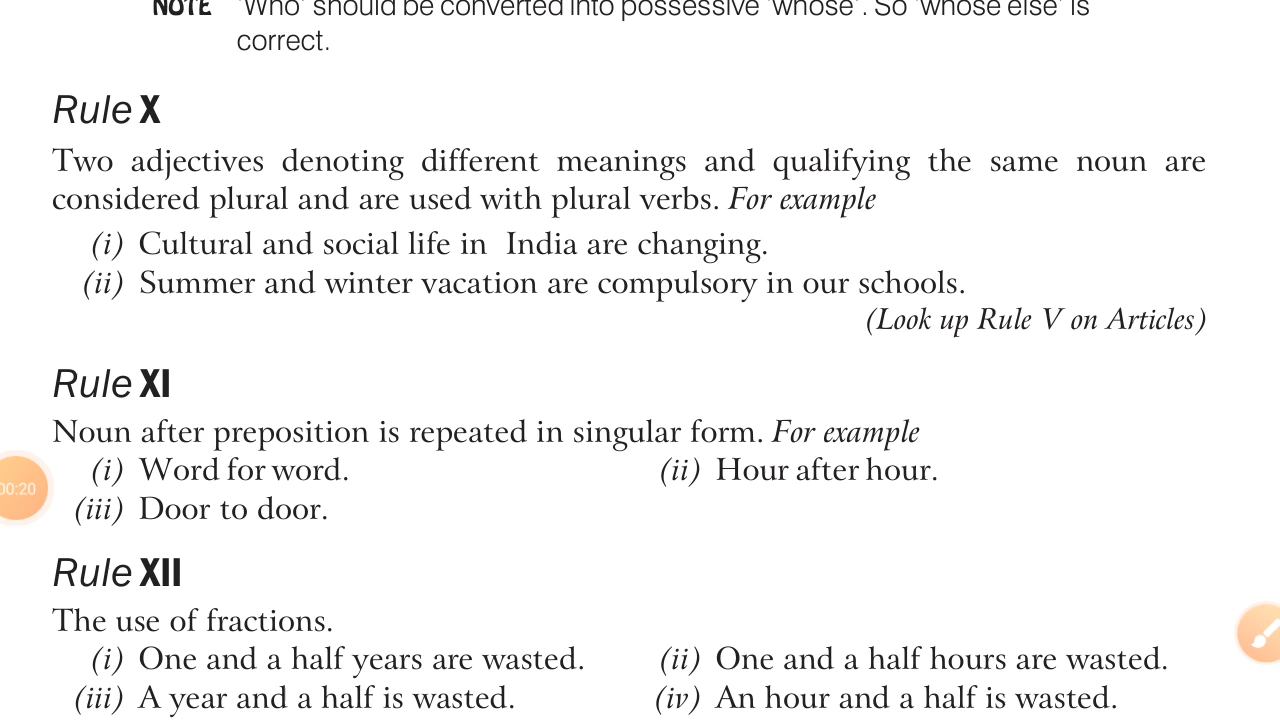 NOTE 'Who' should be converted into possessive 'whose'. So 'whose else' is
correct.
Rule X
Two adjectives denoting different meanings and qualifying the same noun are
considered plural and are used with plural verbs. For example
(i) Cultural and social life in India are changing.
(ii) Summer and winter vacation are compulsory in our schools.
(Look up Rule V on Articles)
Rule XI
Noun after preposition is repeated in singular form. For example
(i) Word for word. (ii) Hour after hour.
00:20
(iii) Door to door.
Rule XII
The use of fractions.
(i) One and a half years are wasted. (ii) One and a half hours are wasted.
(iii) A year and a half is wasted. (iv) An hour and a half is wasted.